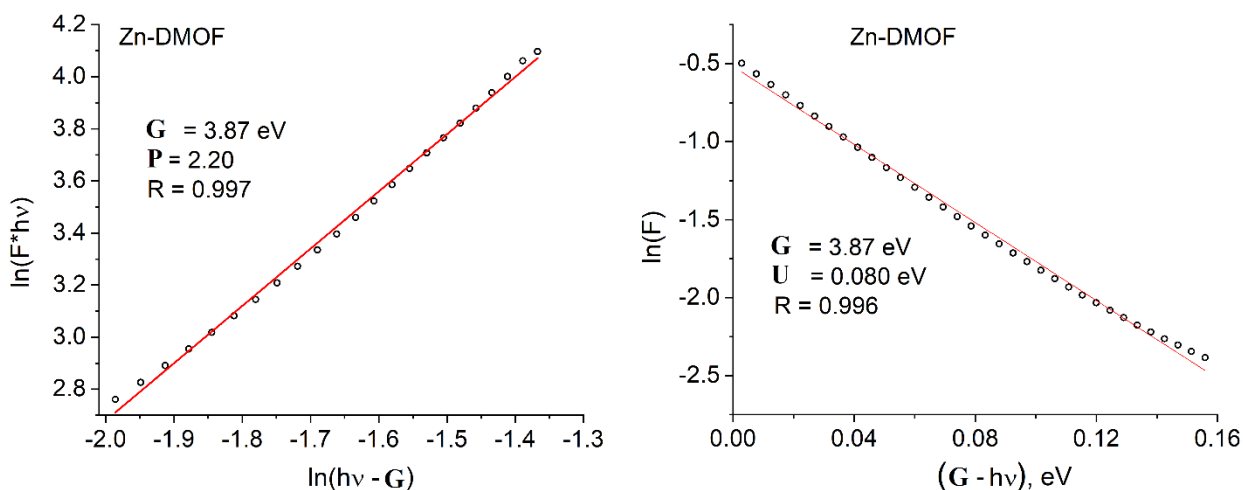 Zn-DMOF
G = 3.87 eV
P = 2.20
R = 0.997
ln(F*hν)
4.2
4.0
3.8
3.6
3.4
3.2
3.0
2.8
-2.0 -1.9 -1.8 -1.7 -1.6 -1.5 -1.4 -1.3
ln(hν - G)
Zn-DMOF
G = 3.87 eV
U = 0.080 eV
R = 0.996
ln(F)
-0.5
-1.0
-1.5
-2.0
-2.5
0.00 0.04 0.08 0.12 0.16
(G - hν), eV